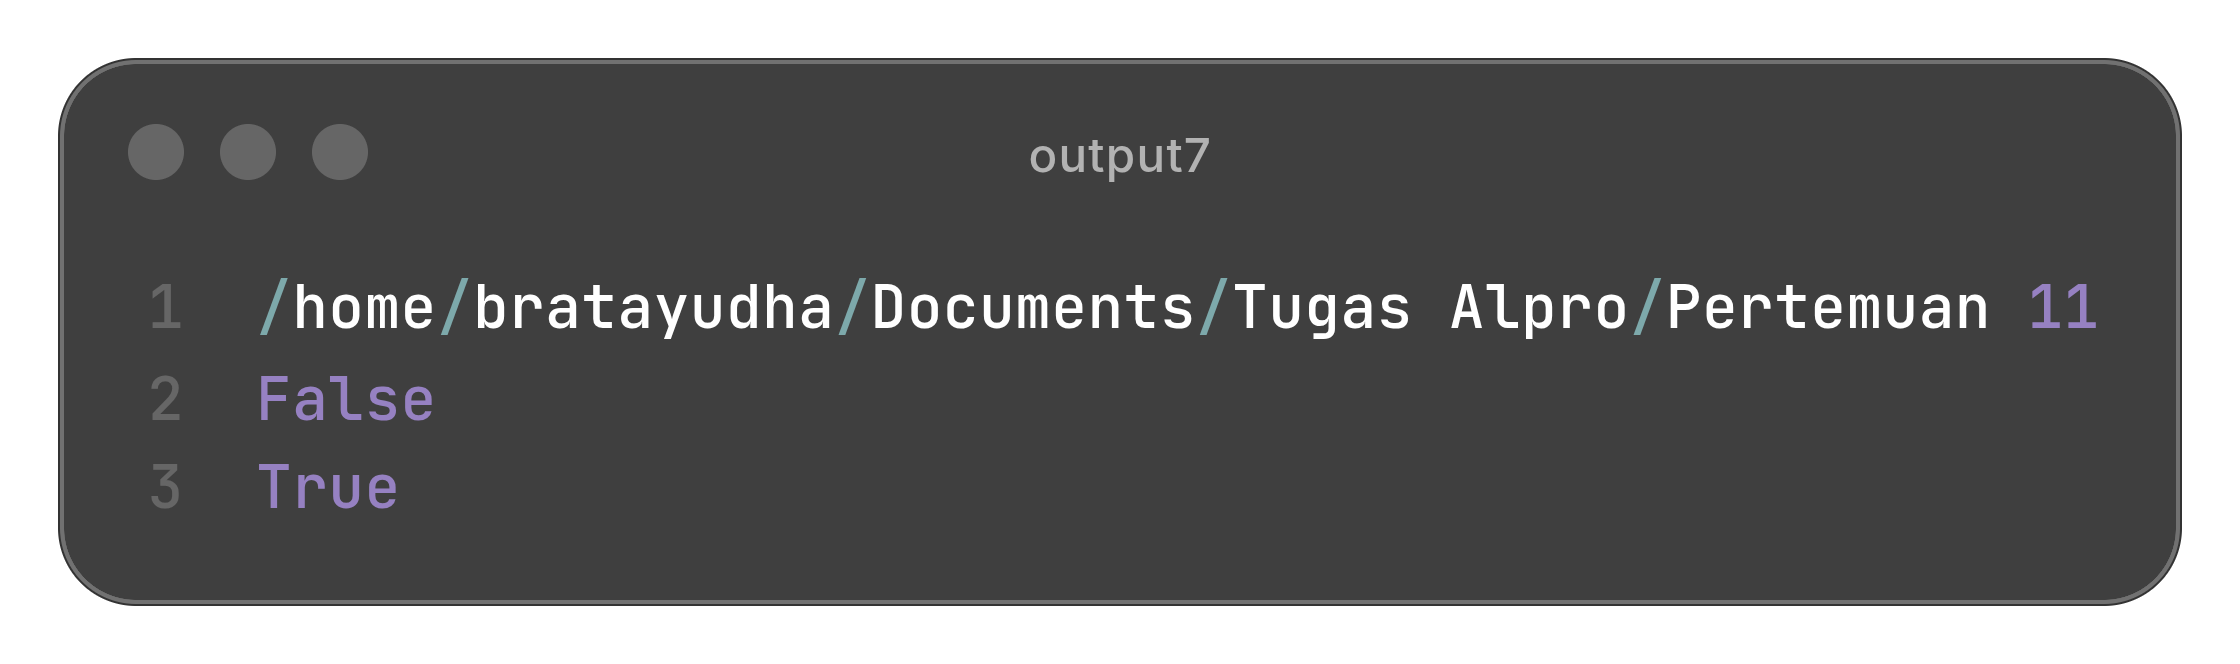 output7
1 /home/bratayudha/Documents/Tugas Alpro/Pertemuan 11
2 False
3 True